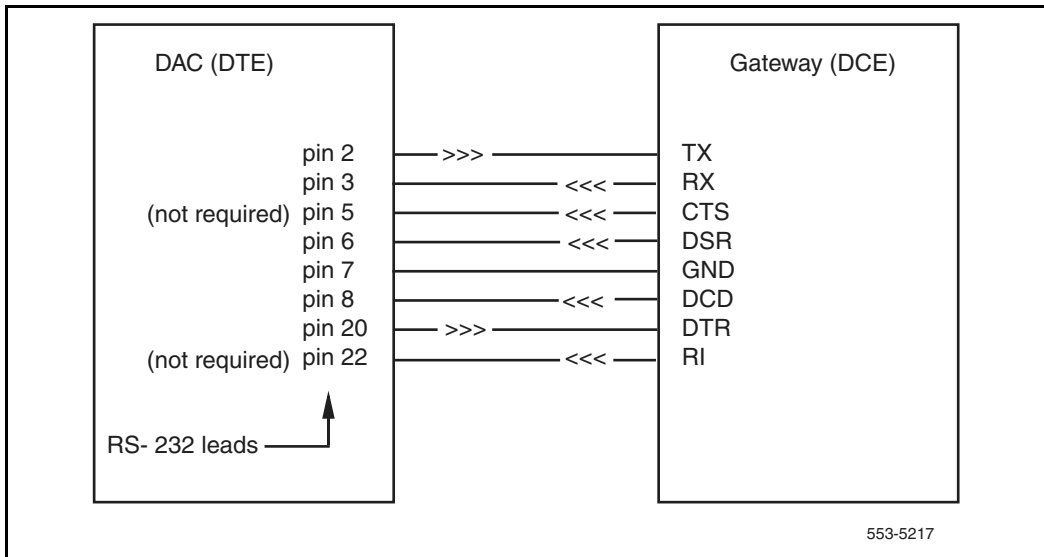 DAC (DTE) Gateway (DCE)
pin 2 >>> TX
pin 3 <<< RX
(not required) pin 5 <<< CTS
pin 6 <<< DSR
pin 7 GND
pin 8 <<< DCD
pin 20 >>> DTR
(not required) pin 22 <<< RI
RS- 232 leads
553-5217